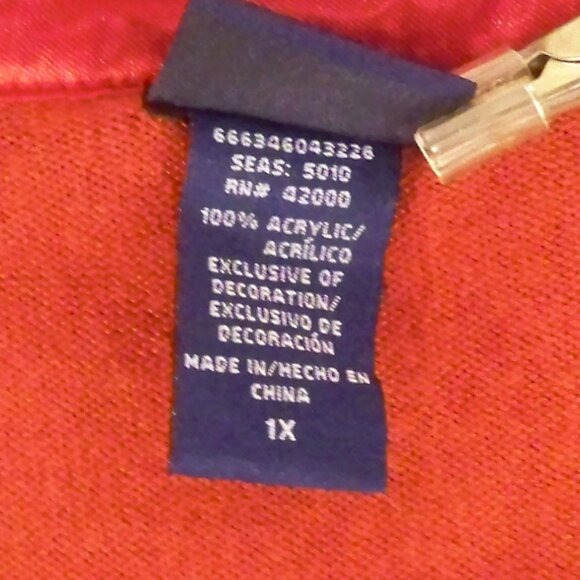 666346043226
SEAS: 5010
RN# 42000
100% ACRYLIC/
ACRÍLICO
EXCLUSIVE OF
DECORATION/
EXCLUSIVO DE
DECORACIÓN
MADE IN/HECHO EN
CHINA
1X